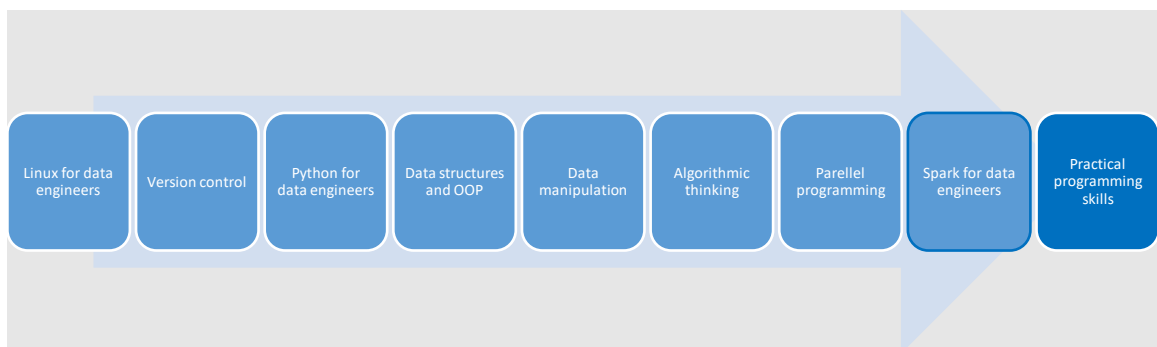 Linux for data
engineers
Version control
Python for
data engineers
Data structures
and OOP
Data
manipulation
Algorithmic
thinking
Parellel
programming
Spark for data
engineers
Practical
programming
skills